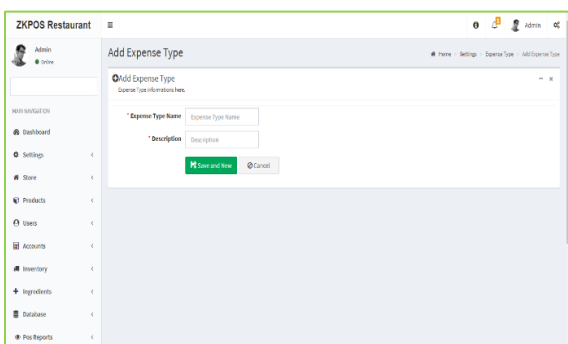 ZKPOS Restaurant
Admin
Admin
Online
Add Expense Type
Home
Settings
Expense Type
Add Expense Type
Add Expense Type
Expense Type informations here.
MAIN NAVIGATION
* Expense Type Name
Expense Type Name
* Description
Description
Save and New
Cancel
Dashboard
Settings
Store
Products
Users
Accounts
Inventory
Ingredients
Database
Pos Reports